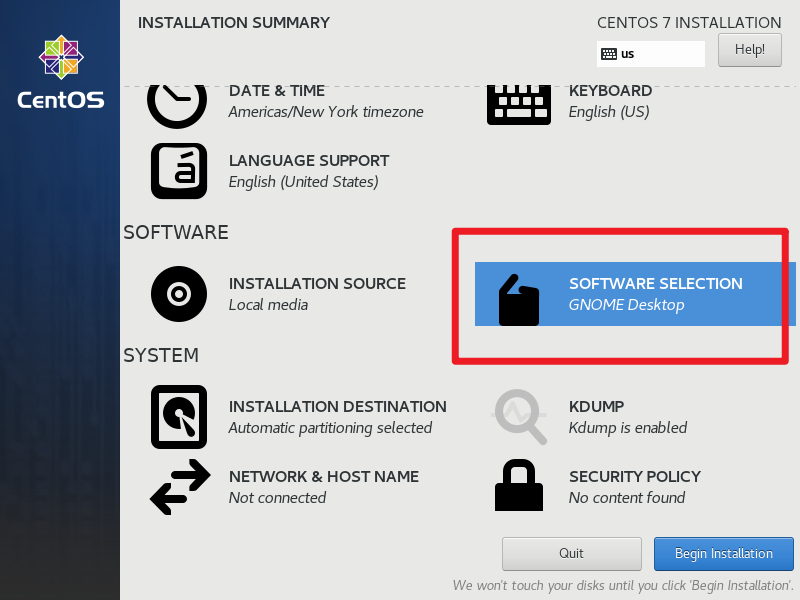 INSTALLATION SUMMARY
CENTOS 7 INSTALLATION
us
Help!
CentOS
DATE & TIME
Americas/New York timezone
KEYBOARD
English (US)
LANGUAGE SUPPORT
English (United States)
SOFTWARE
INSTALLATION SOURCE
Local media
SOFTWARE SELECTION
GNOME Desktop
SYSTEM
INSTALLATION DESTINATION
Automatic partitioning selected
KDUMP
Kdump is enabled
NETWORK & HOST NAME
Not connected
SECURITY POLICY
No content found
Quit
Begin Installation
We won't touch your disks until you click 'Begin Installation'.